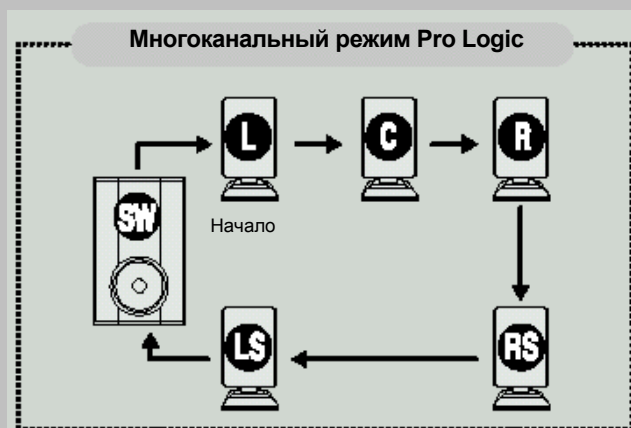 Многоканальный режим Pro Logic
L C R
SW
Начало
LS RS